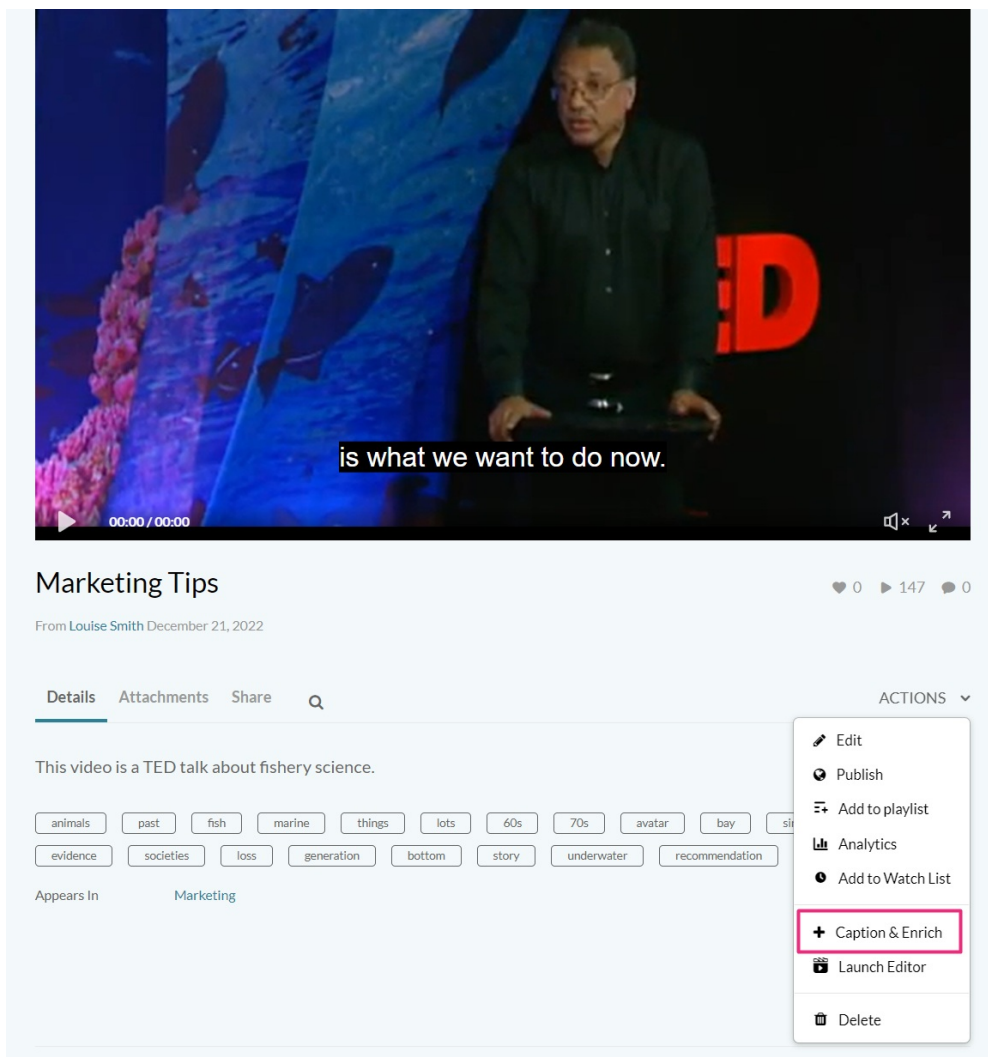 ED
is what we want to do now.
00:00 / 00:00
Marketing Tips
0 147 0
From Louise Smith December 21, 2022
Details Attachments Share ACTIONS
Edit
This video is a TED talk about fishery science.
Publish
Add to playlist
animals past fish marine things lots 60s 70s avatar bay
Analytics
evidence societies loss generation bottom story underwater recommendation
Add to Watch List
Appears In Marketing
Caption & Enrich
Launch Editor
Delete